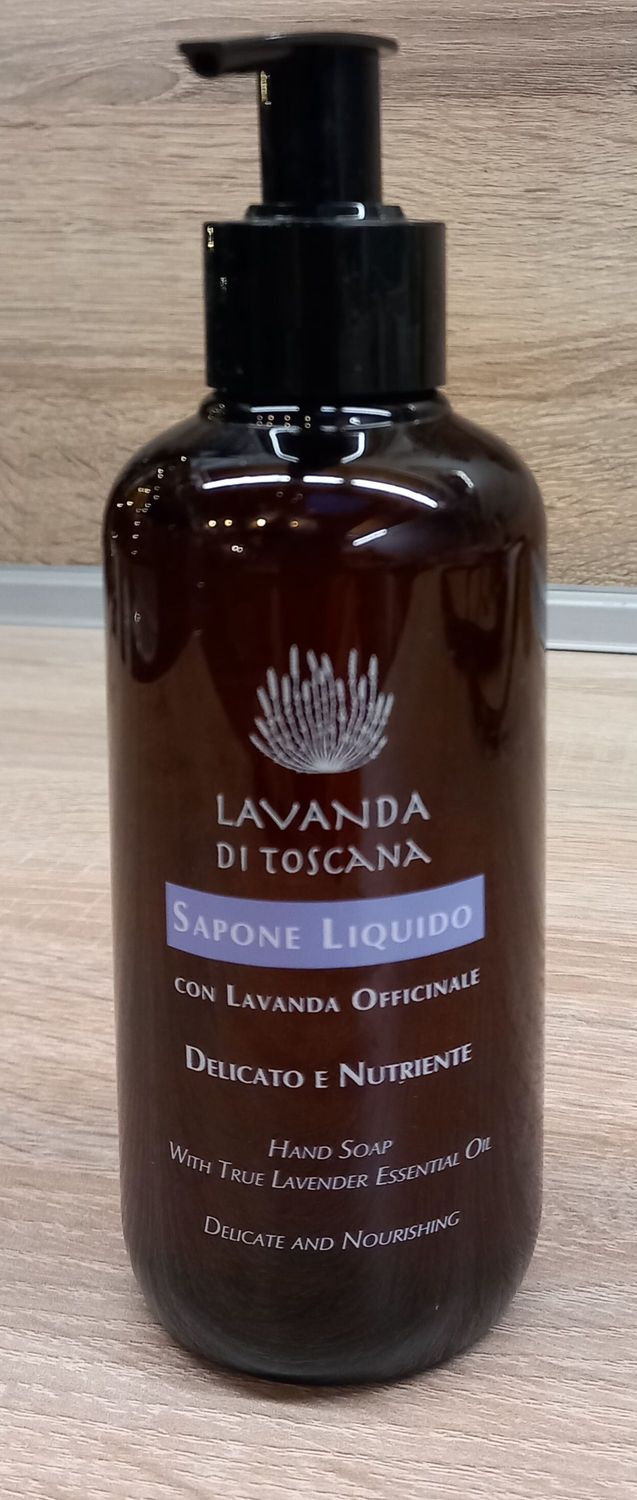 LAVANDA
DI TOSCANA
SAPONE LIQUIDO
CON LAVANDA OFFICINALE
DELICATO E NUTRIENTE
HAND SOAP
WITH TRUE LAVENDER ESSENTIAL OIL
DELICATE AND NOURISHING